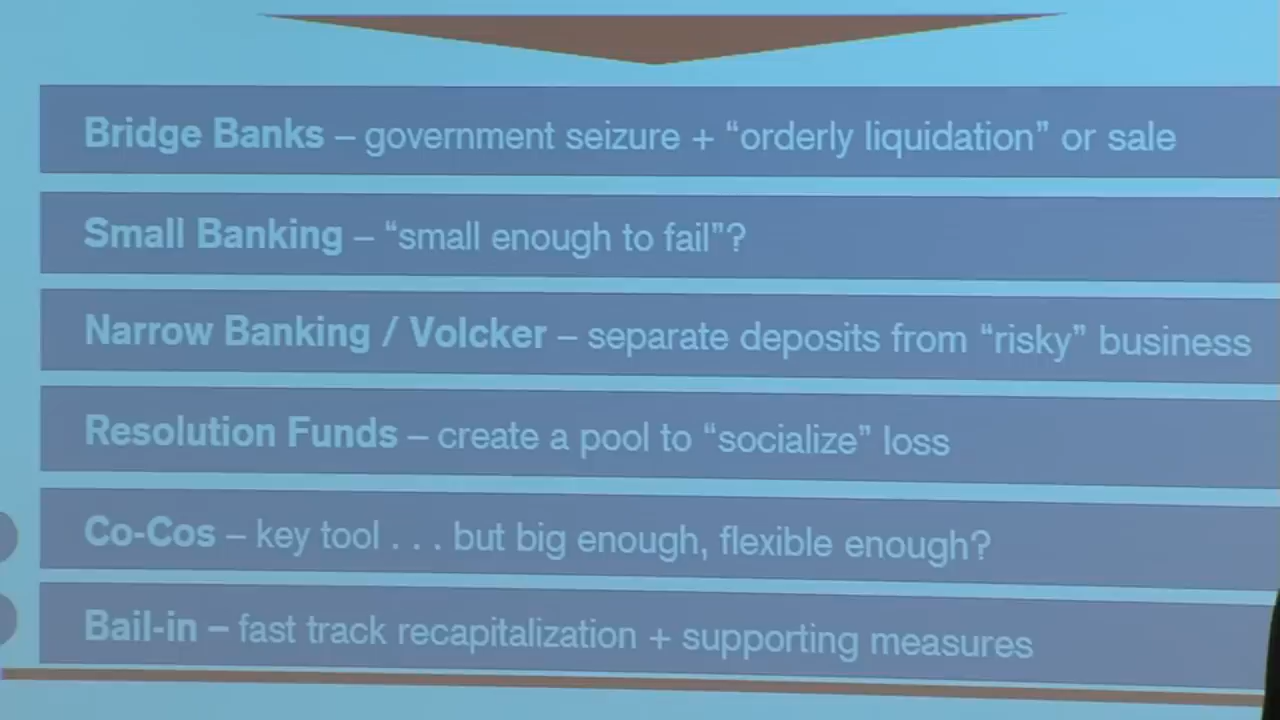 Bridge Banks – government seizure + “orderly liquidation” or sale
Small Banking – “small enough to fail”?
Narrow Banking / Volcker – separate deposits from “risky” business
Resolution Funds – create a pool to “socialize” loss
Co-Cos – key tool . . . but big enough, flexible enough?
Bail-in – fast track recapitalization + supporting measures